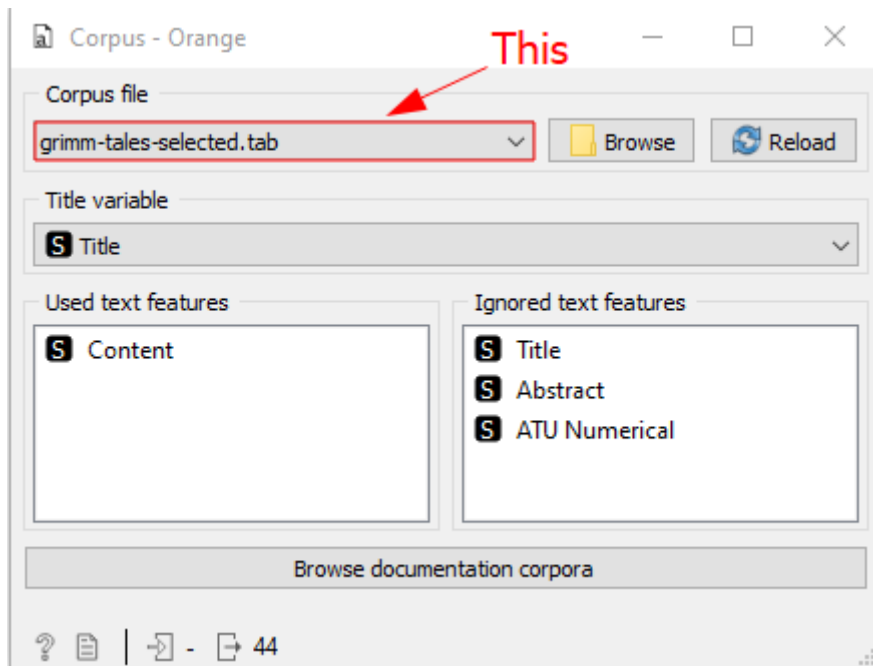 Corpus - Orange
This
Corpus file
grimm-tales-selected.tab Browse Reload
Title variable
S Title
Used text features Ignored text features
S Content S Title
S Abstract
S ATU Numerical
Browse documentation corpora
? - 44